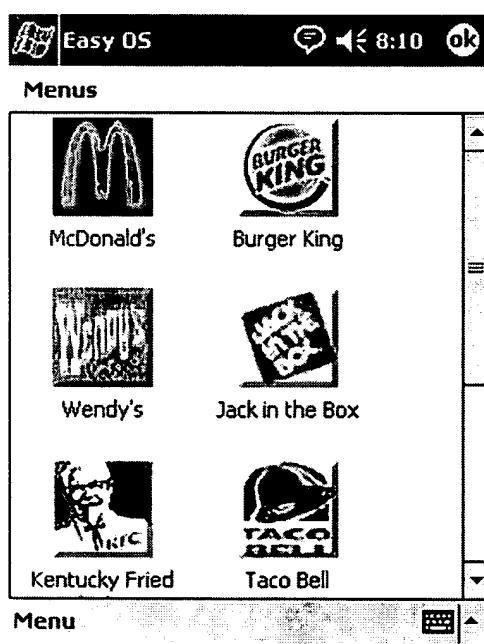 Easy OS 8:10 ok
Menus
BURGER KING
McDonald's Burger King
Wendy's
JACK IN THE BOX
Wendy's Jack in the Box
KFC
TACO BELL
Kentucky Fried Taco Bell
Menu